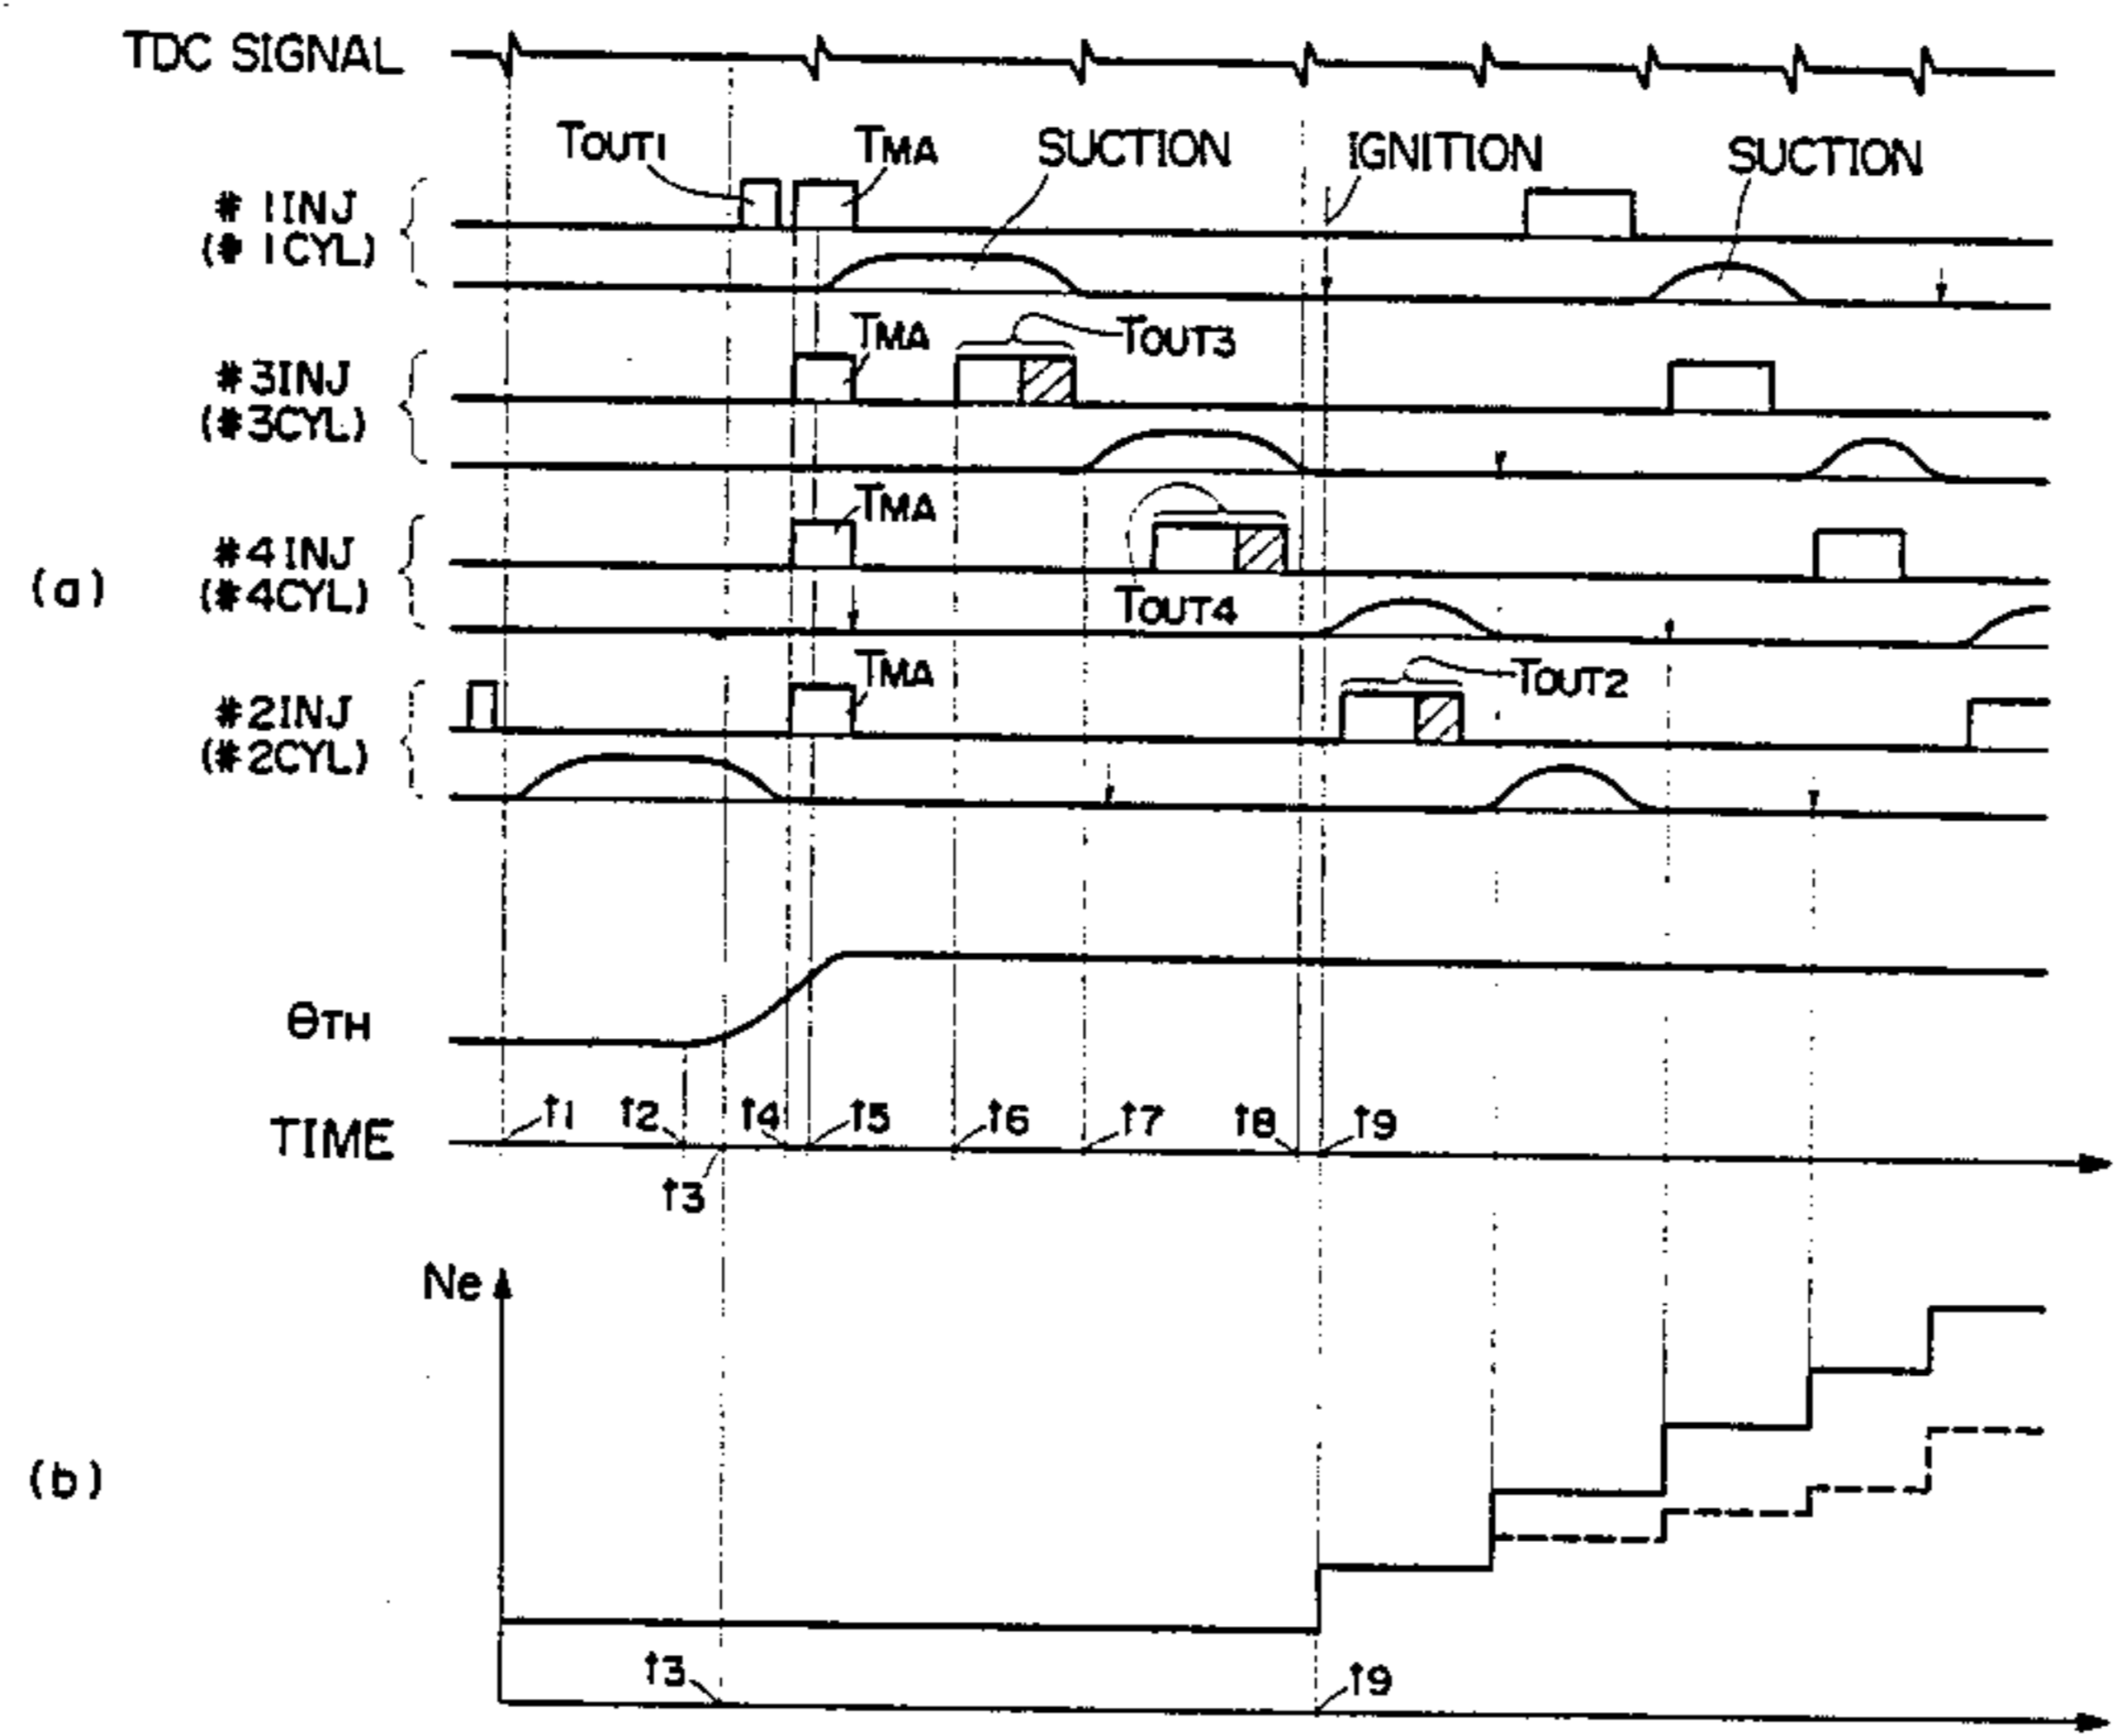 TDC SIGNAL
TOUT1 TMA SUCTION IGNITION SUCTION
#1INJ
(#1CYL)
TMA TOUT3
#3INJ
(#3CYL)
TMA
#4INJ
(#4CYL)
TOUT4
(a)
TMA TOUT2
#2INJ
(#2CYL)
θTH
TIME t1 t2 t4 t5 t6 t7 t8 t9
t3
Ne
(b)
t3 t9